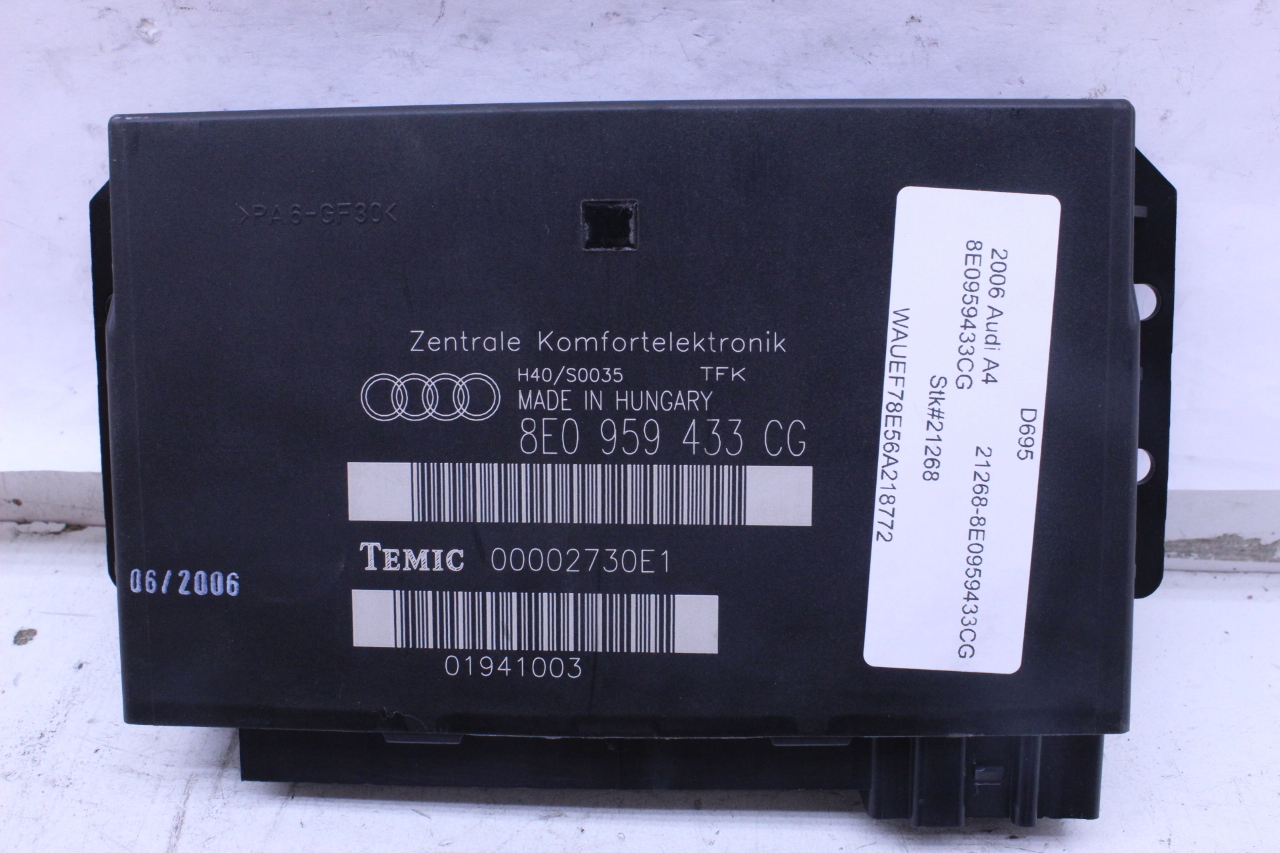 >PA6-GF30<
Zentrale Komfortelektronik
H40/S0035 TFK
MADE IN HUNGARY
8E0 959 433 CG
TEMIC 00002730E1
01941003
06/2006
D695
2006 Audi A4 21268-8E0959433CG
8E0959433CG
Stk#21268
WAUEF78E56A218772